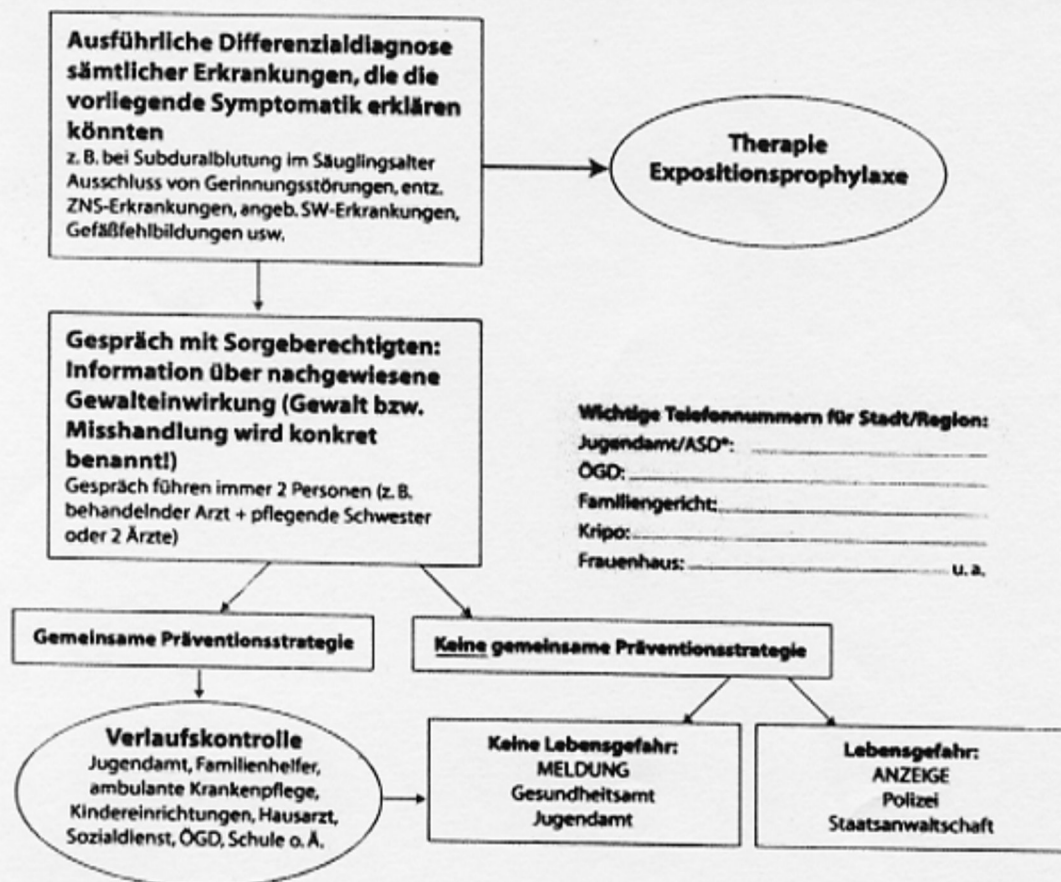 Ausführliche Differenzialdiagnose
sämtlicher Erkrankungen, die die
vorliegende Symptomatik erklären
könnten
z. B. bei Subduralblutung im Säuglingsalter
Ausschluss von Gerinnungsstörungen, entz.
ZNS-Erkrankungen, angeb. SW-Erkrankungen,
Gefäßfehlbildungen usw.
Therapie
Expositionsprophylaxe
Gespräch mit Sorgeberechtigten:
Information über nachgewiesene
Gewalteinwirkung (Gewalt bzw.
Misshandlung wird konkret
benannt!)
Gespräch führen immer 2 Personen (z. B.
behandelnder Arzt + pflegende Schwester
oder 2 Ärzte)
Wichtige Telefonnummern für Stadt/Region:
Jugendamt/ASD*:
ÖGD:
Familiengericht:
Kripo:
Frauenhaus: u. a.
Gemeinsame Präventionsstrategie
Keine gemeinsame Präventionsstrategie
Verlaufskontrolle
Jugendamt, Familienhelfer,
ambulante Krankenpflege,
Kindereinrichtungen, Hausarzt,
Sozialdienst, ÖGD, Schule o. Ä.
Keine Lebensgefahr:
MELDUNG
Gesundheitsamt
Jugendamt
Lebensgefahr:
ANZEIGE
Polizei
Staatsanwaltschaft